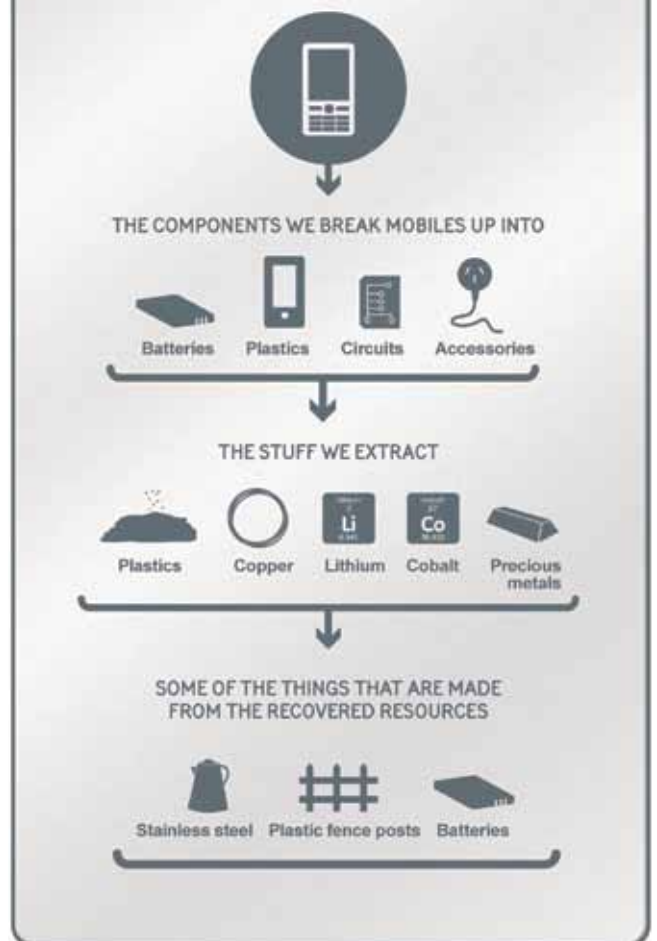 THE COMPONENTS WE BREAK MOBILES UP INTO
Batteries Plastics Circuits Accessories
THE STUFF WE EXTRACT
Li Co
Plastics Copper Lithium Cobalt Precious
metals
SOME OF THE THINGS THAT ARE MADE
FROM THE RECOVERED RESOURCES
Stainless steel Plastic fence posts Batteries